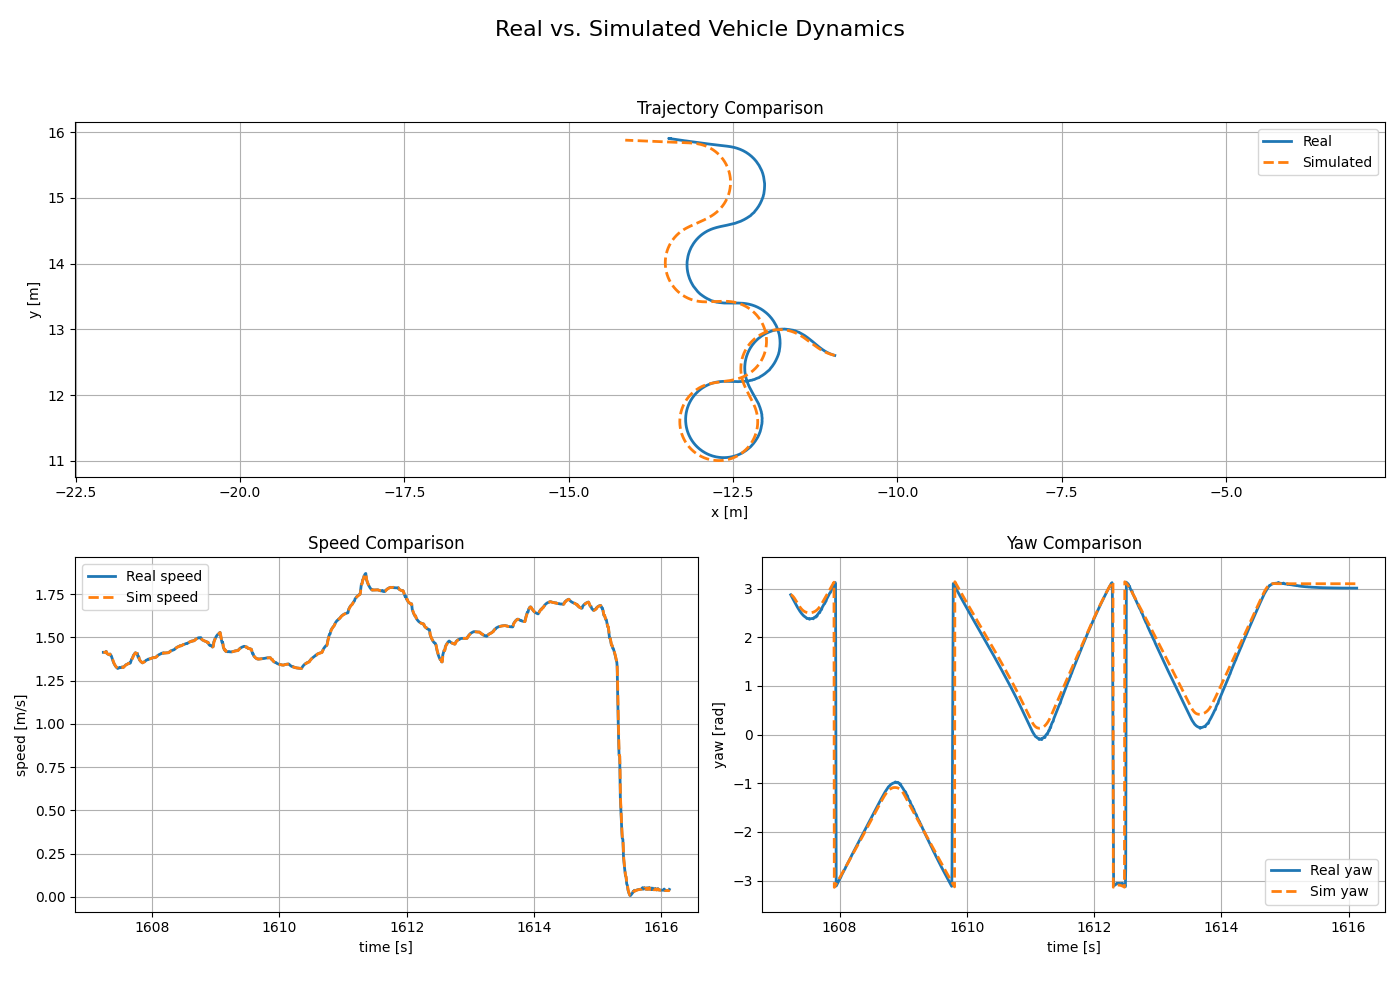 Real vs. Simulated Vehicle Dynamics
Trajectory Comparison
16
15
14
13
12
11
y [m]
Real
Simulated
−22.5 −20.0 −17.5 −15.0 −12.5 −10.0 −7.5 −5.0
x [m]
Speed Comparison
Real speed
Sim speed
1.75
1.50
1.25
1.00
0.75
0.50
0.25
0.00
speed [m/s]
1608 1610 1612 1614 1616
time [s]
Yaw Comparison
3
2
1
0
−1
−2
−3
yaw [rad]
Real yaw
Sim yaw
1608 1610 1612 1614 1616
time [s]